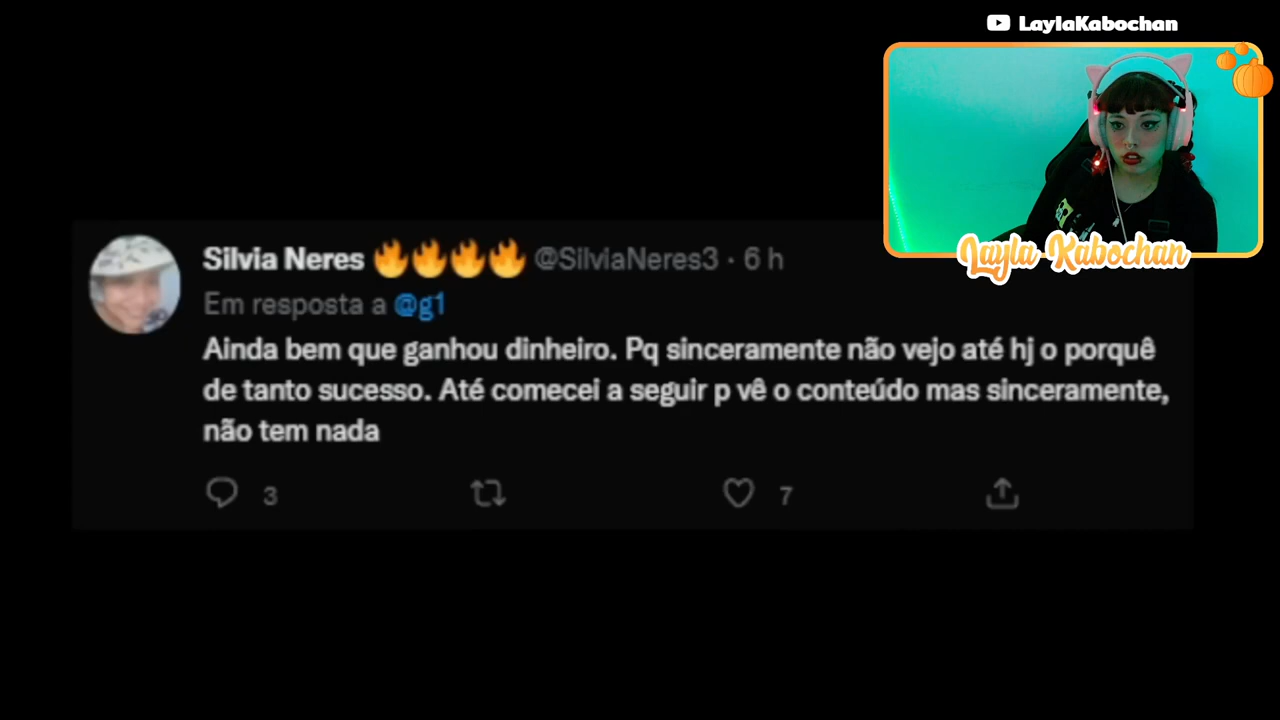 LaylaKabochan
Layla Kabochan
Silvia Neres 🔥🔥🔥🔥 @SilviaNeres3 · 6 h
Em resposta a @g1
Ainda bem que ganhou dinheiro. Pq sinceramente não vejo até hj o porquê
de tanto sucesso. Até comecei a seguir p vê o conteúdo mas sinceramente,
não tem nada
3 7